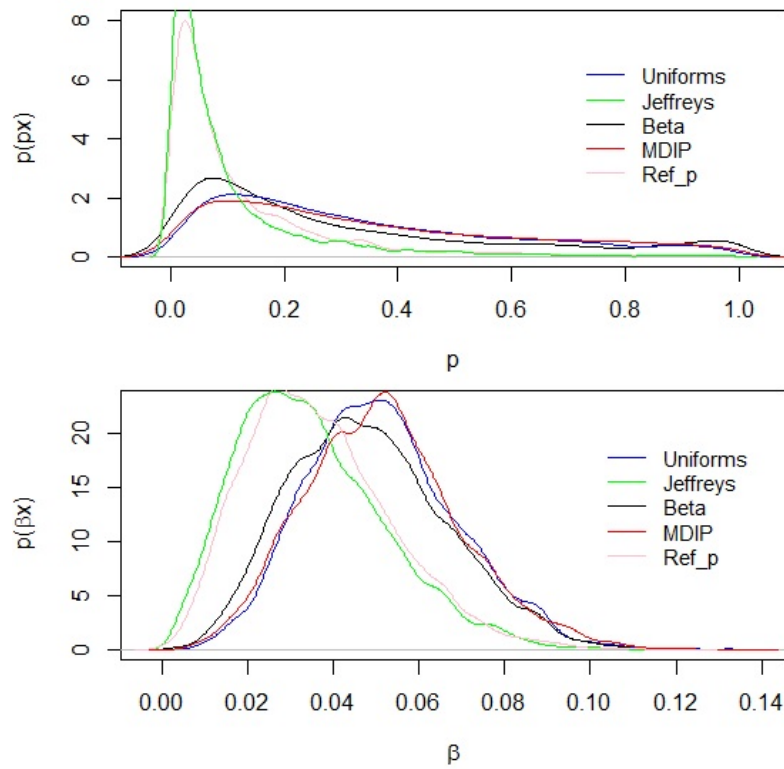 p(px)
8
6
4
2
0
Uniforms
Jeffreys
Beta
MDIP
Ref_p
0.0 0.2 0.4 0.6 0.8 1.0
p
p(βx)
20
15
10
5
0
Uniforms
Jeffreys
Beta
MDIP
Ref_p
0.00 0.02 0.04 0.06 0.08 0.10 0.12 0.14
β